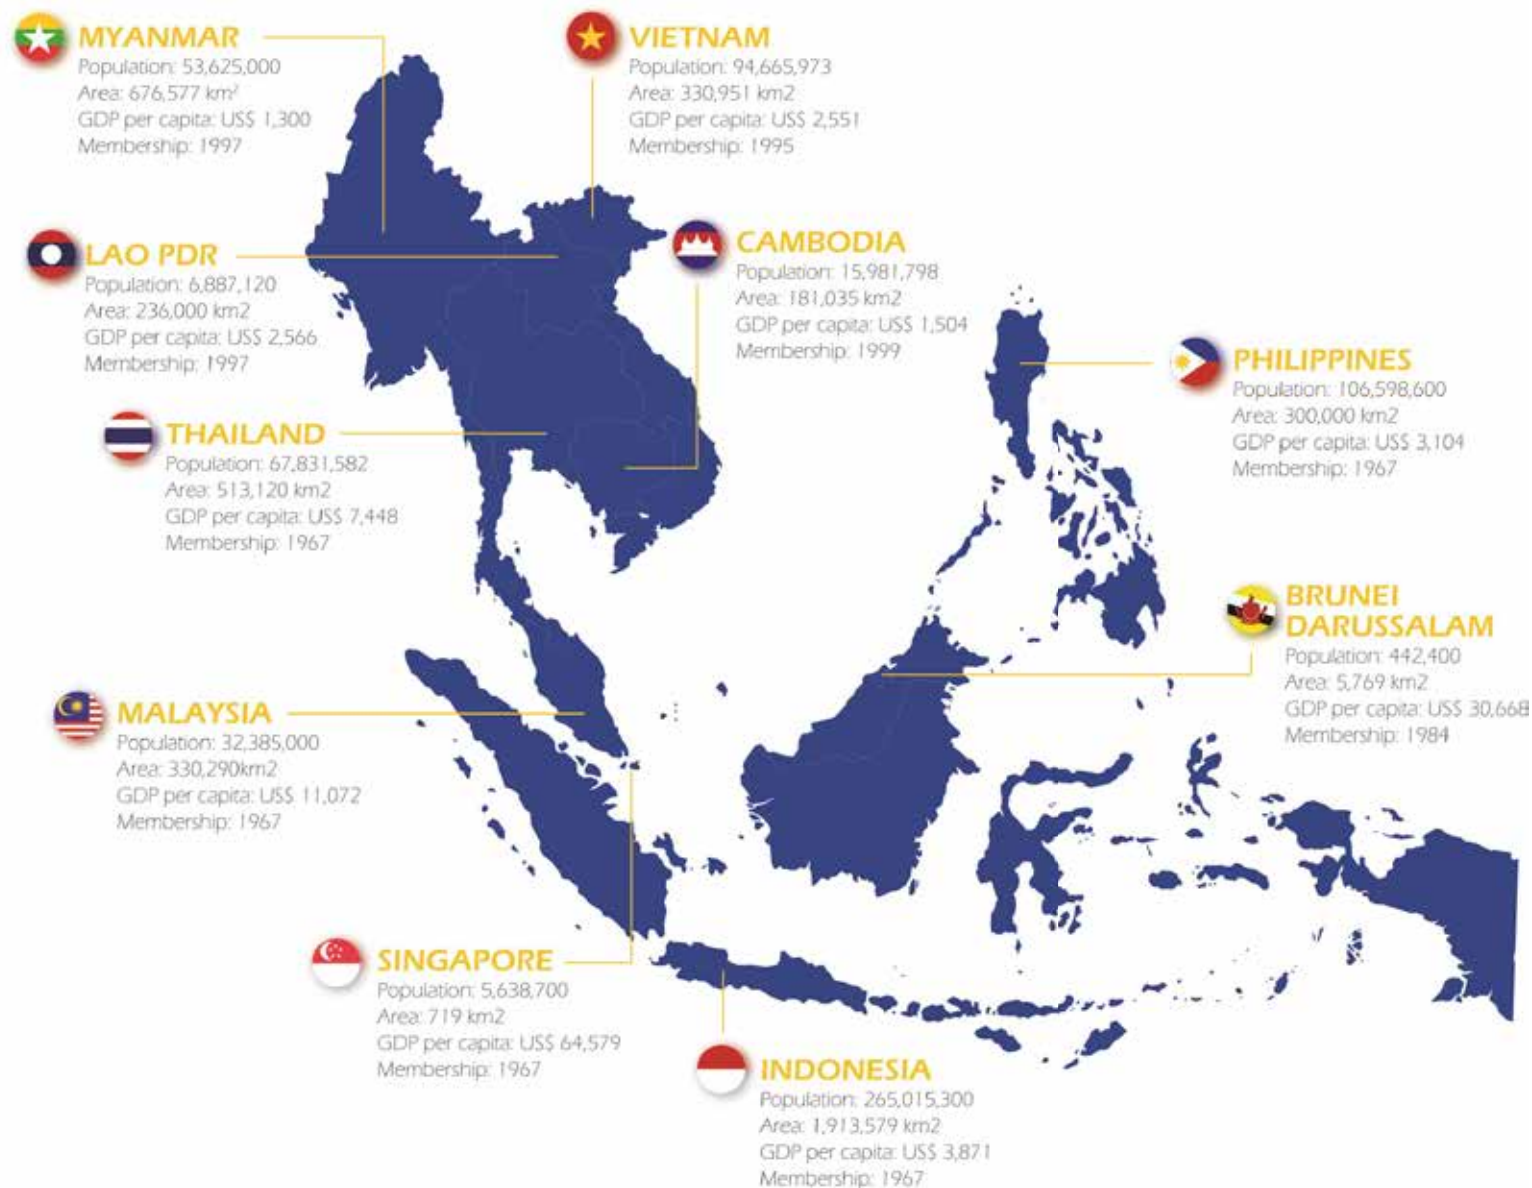 MYANMAR
Population: 53,625,000
Area: 676,577 km²
GDP per capita: US$ 1,300
Membership: 1997
VIETNAM
Population: 94,665,973
Area: 330,951 km2
GDP per capita: US$ 2,551
Membership: 1995
LAO PDR
Population: 6,887,120
Area: 236,000 km2
GDP per capita: US$ 2,566
Membership: 1997
CAMBODIA
Population: 15,981,798
Area: 181,035 km2
GDP per capita: US$ 1,504
Membership: 1999
PHILIPPINES
Population: 106,598,600
Area: 300,000 km2
GDP per capita: US$ 3,104
Membership: 1967
THAILAND
Population: 67,831,582
Area: 513,120 km2
GDP per capita: US$ 7,448
Membership: 1967
BRUNEI
DARUSSALAM
Population: 442,400
Area: 5,769 km2
GDP per capita: US$ 30,668
Membership: 1984
MALAYSIA
Population: 32,385,000
Area: 330,290km2
GDP per capita: US$ 11,072
Membership: 1967
SINGAPORE
Population: 5,638,700
Area: 719 km2
GDP per capita: US$ 64,579
Membership: 1967
INDONESIA
Population: 265,015,300
Area: 1,913,579 km2
GDP per capita: US$ 3,871
Membership: 1967